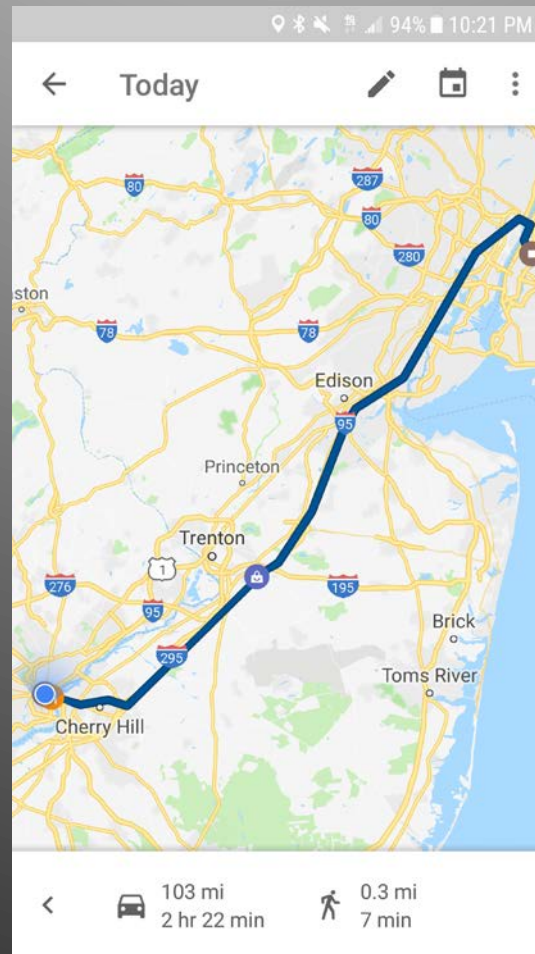 94% 10:21 PM
Today
80
287
80
280
ston
78
78
Edison
95
Princeton
Trenton
1
276
195
95
Brick
295
Toms River
Cherry Hill
103 mi
2 hr 22 min
0.3 mi
7 min